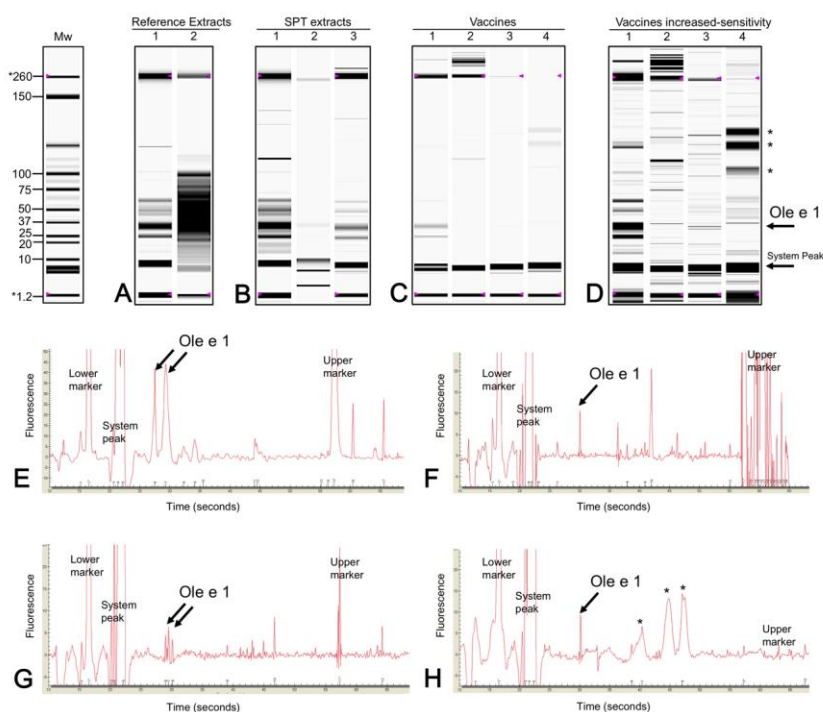 Reference Extracts
SPT extracts
Vaccines
Vaccines increased-sensitivity
Mw
1 2
1 2 3
1 2 3 4
1 2 3 4
*260
150
100
75
50
37
25
20
10
*1.2
*
*
*
Ole e 1
System Peak
A
B
C
D
Ole e 1
Lower
marker
System
peak
Upper
marker
Fluorescence
E
Time (seconds)
Ole e 1
Lower
marker
System
peak
Upper
marker
Fluorescence
F
Time (seconds)
Ole e 1
Lower
marker
System
peak
Upper
marker
Fluorescence
G
Time (seconds)
Ole e 1
Lower
marker
System
peak
* * *
Upper
marker
Fluorescence
H
Time (seconds)